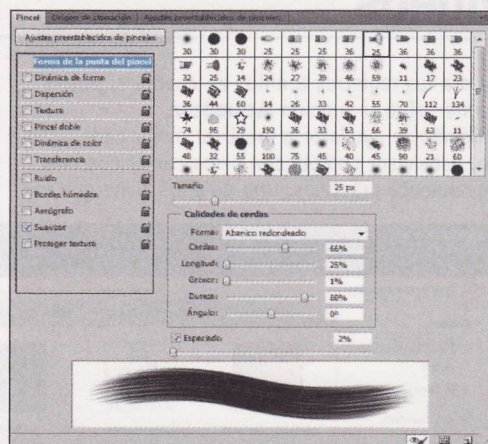 Pincel Origen de clonación Ajustes preestablecidos de pinceles
Ajustes preestablecidos de pinceles
Forma de la punta del pincel
Dinámica de forma
Dispersión
Textura
Pincel doble
Dinámica de color
Transferencia
Ruido
Bordes húmedos
Aerógrafo
Suavizar
Proteger textura
30 30 30 25 25 25 36 25 36 36 36
32 25 14 24 27 39 46 59 11 17 23
36 44 60 14 26 33 42 55 70 112 134
74 95 29 192 36 33 63 66 39 63 11
48 32 55 100 75 45 40 45 90 21 60
Tamaño 25 px
Calidades de cerdas
Forma: Abanico redondeado
Cerdas: 66%
Longitud: 25%
Grosor: 1%
Dureza: 88%
Ángulo: 0º
Espaciado 2%